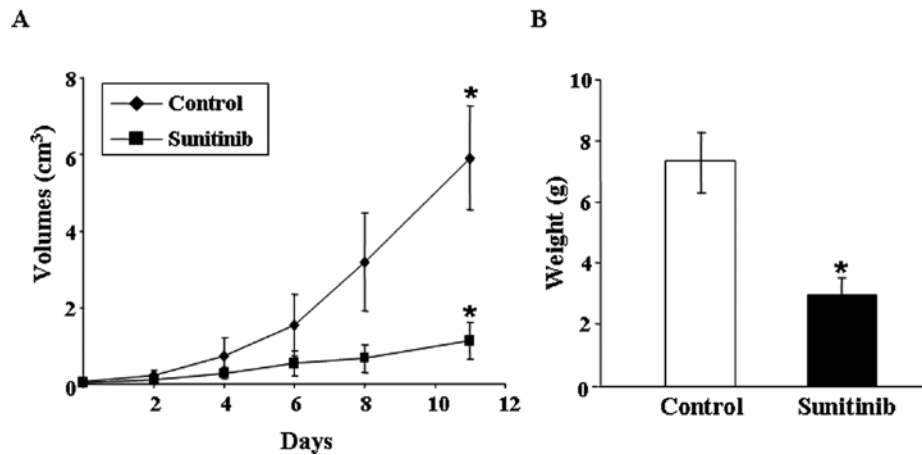 A
B
8
6
4
2
0
Volumes (cm³)
Control
Sunitinib
*
*
2
4
6
8
10
12
Days
10
8
6
4
2
0
Weight (g)
*
Control
Sunitinib